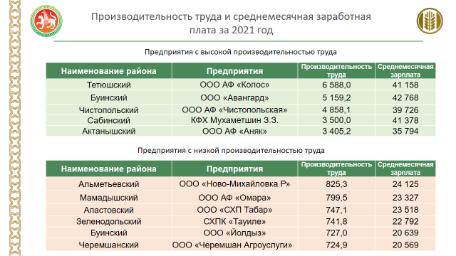 Производительность труда и среднемесячная заработная
плата за 2021 год
Предприятия с высокой производительностью труда
Наименование района Предприятия Производительность труда Среднемесячная зарплата
Тетюшский ООО АФ «Колос» 6 588,0 41 158
Буинский ООО «Авангард» 5 159,2 42 768
Чистопольский ООО АФ «Чистопольская» 4 858,1 39 726
Сабинский КФХ Мухаметшин З.З. 3 500,0 41 378
Актанышский ООО АФ «Аняк» 3 405,2 35 794
Предприятия с низкой производительностью труда
Наименование района Предприятия Производительность труда Среднемесячная зарплата
Альметьевский ООО «Ново-Михайловка Р» 825,3 24 125
Мамадышский ООО АФ «Омара» 799,5 23 327
Апастовский ООО «СХП Табар» 747,1 23 518
Зеленодольский СХПК «Тауиле» 741,8 22 792
Буинский ООО «Йолдыз» 727,0 20 639
Черемшанский ООО «Черемшан Агроуслуги» 724,9 20 569